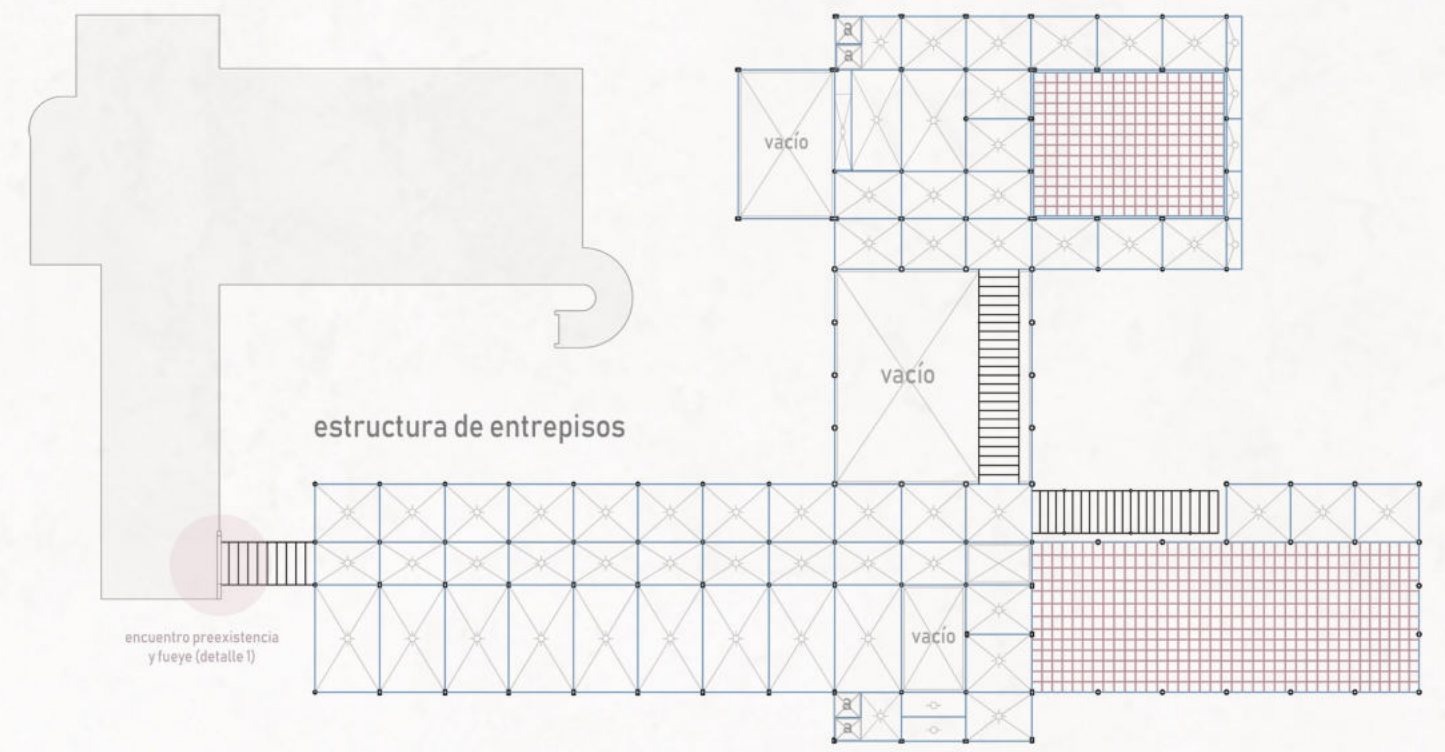 a
a
vacío
vacío
estructura de entrepisos
encuentro preexistencia
y fueye (detalle 1)
vacío
a
a